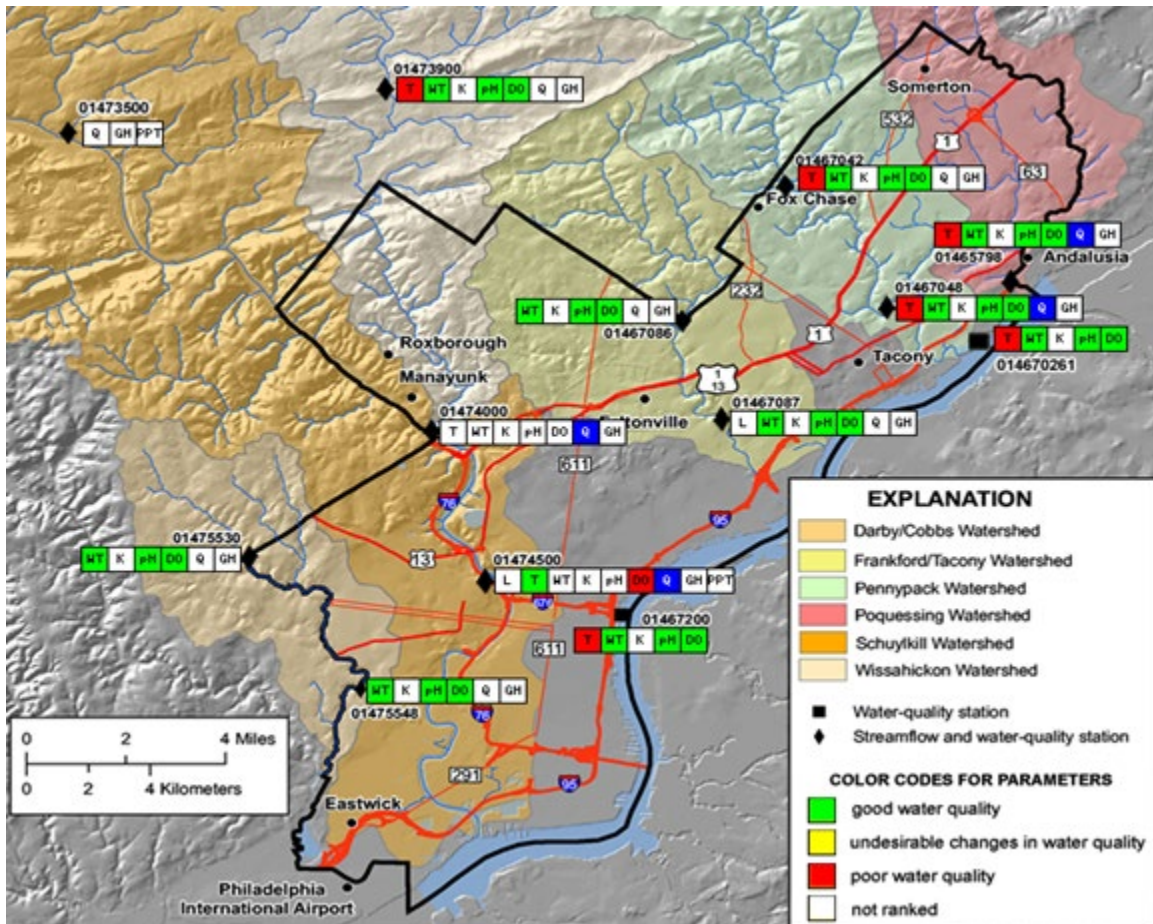 01473900
T WT K pH DO Q GH
01473500
Q GH PPT
Somerton
532
1
63
01467042
T WT K pH DO Q GH
Fox Chase
T WT K pH DO Q GH
01465798
Andalusia
232
01467048
T WT K pH DO Q GH
WT K pH DO Q GH
01467086
1
T WT K pH DO
014670261
Tacony
Roxborough
Manayunk
1
13
01474000
T WT K pH DO Q GH
ltonville
01467087
L WT K pH DO Q GH
611
76
95
01475530
WT K pH DO Q GH
13
01474500
L T WT K pH DO Q GH PPT
676
01467200
T WT K pH DO
611
WT K pH DO Q GH
01475548
76
291
95
Eastwick
Philadelphia
International Airport
0 2 4 Miles
0 2 4 Kilometers
EXPLANATION
Darby/Cobbs Watershed
Frankford/Tacony Watershed
Pennypack Watershed
Poquessing Watershed
Schuylkill Watershed
Wissahickon Watershed
Water-quality station
Streamflow and water-quality station
COLOR CODES FOR PARAMETERS
good water quality
undesirable changes in water quality
poor water quality
not ranked